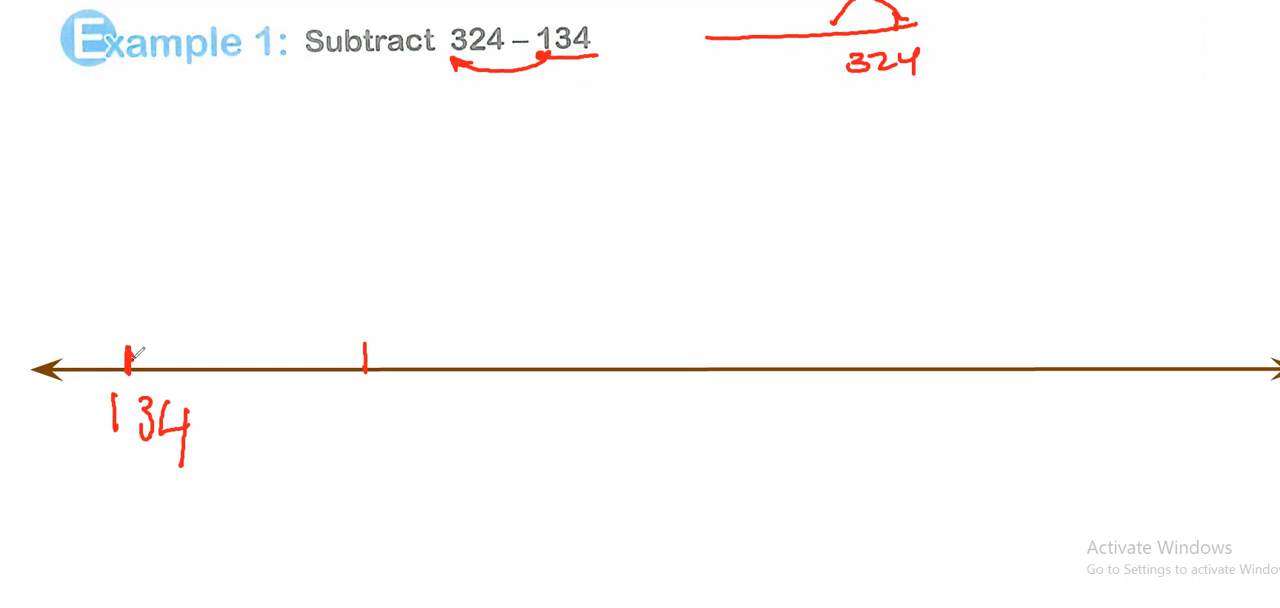 Example 1: Subtract 324 – 134
324
134
Activate Windows
Go to Settings to activate Windo